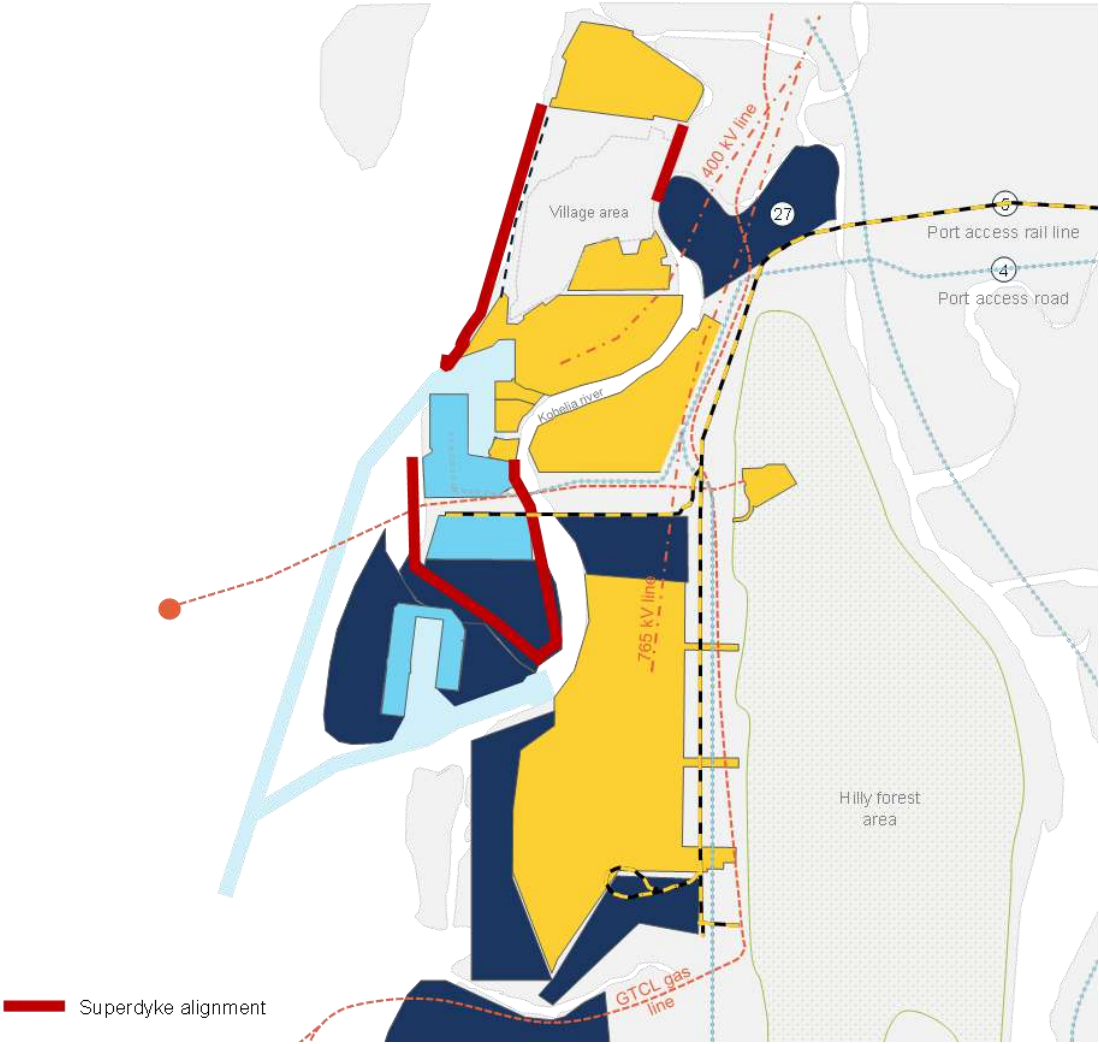 400 kV line
Village area
27
5
Port access rail line
4
Port access road
Kohelia river
765 kV line
Hilly forest
area
GTCL gas
line
Superdyke alignment